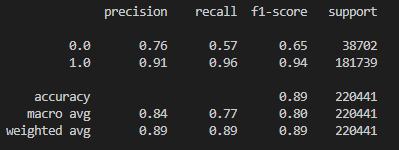 precision recall f1-score support
0.0 0.76 0.57 0.65 38702
1.0 0.91 0.96 0.94 181739
accuracy 0.89 220441
macro avg 0.84 0.77 0.80 220441
weighted avg 0.89 0.89 0.89 220441